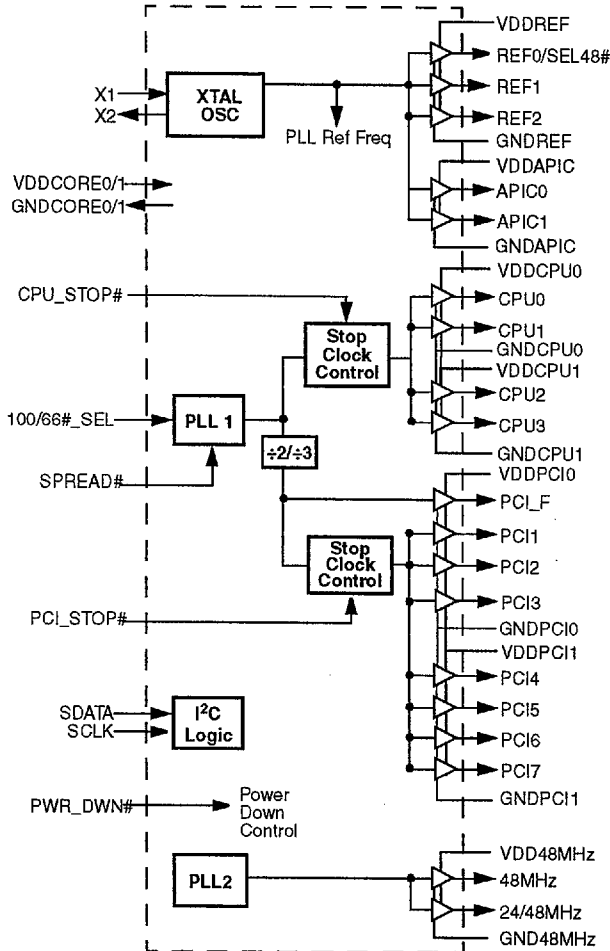 VDDREF
REF0/SEL48#
REF1
REF2
GNDREF
VDDAPIC
APIC0
APIC1
GNDAPIC
X1
X2
XTAL
OSC
PLL Ref Freq
VDDCORE0/1
GNDCORE0/1
VDDCPU0
CPU0
CPU1
GNDCPU0
VDDCPU1
CPU2
CPU3
GNDCPU1
CPU_STOP#
Stop
Clock
Control
100/66#_SEL
PLL 1
÷2/÷3
SPREAD#
VDDPCI0
PCI_F
PCI1
PCI2
PCI3
GNDPCI0
VDDPCI1
PCI4
PCI5
PCI6
PCI7
GNDPCI1
Stop
Clock
Control
PCI_STOP#
SDATA
SCLK
I²C
Logic
PWR_DWN#
Power
Down
Control
PLL2
VDD48MHz
48MHz
24/48MHz
GND48MHz